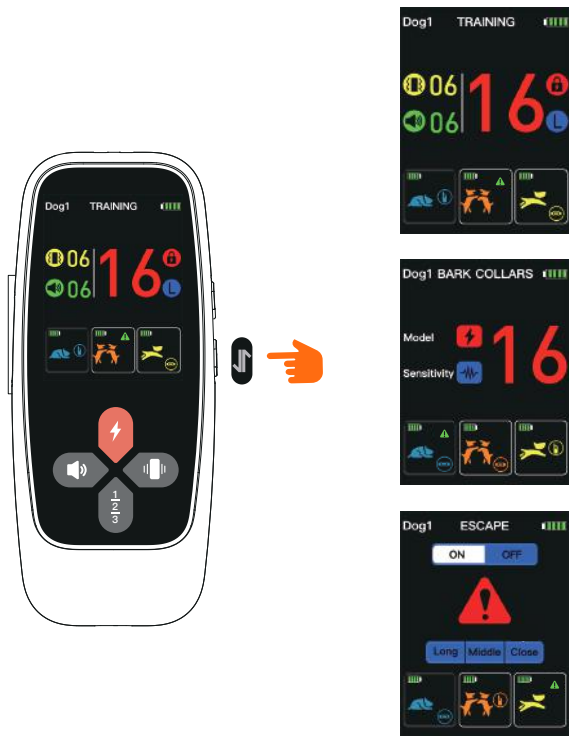 Dog1 TRAINING
06 16
06 L
1
2
3
Dog1 TRAINING
06 16
06 L
Dog1 BARK COLLARS
Model 16
Sensitivity
Dog1 ESCAPE
ON OFF
Long Middle Close